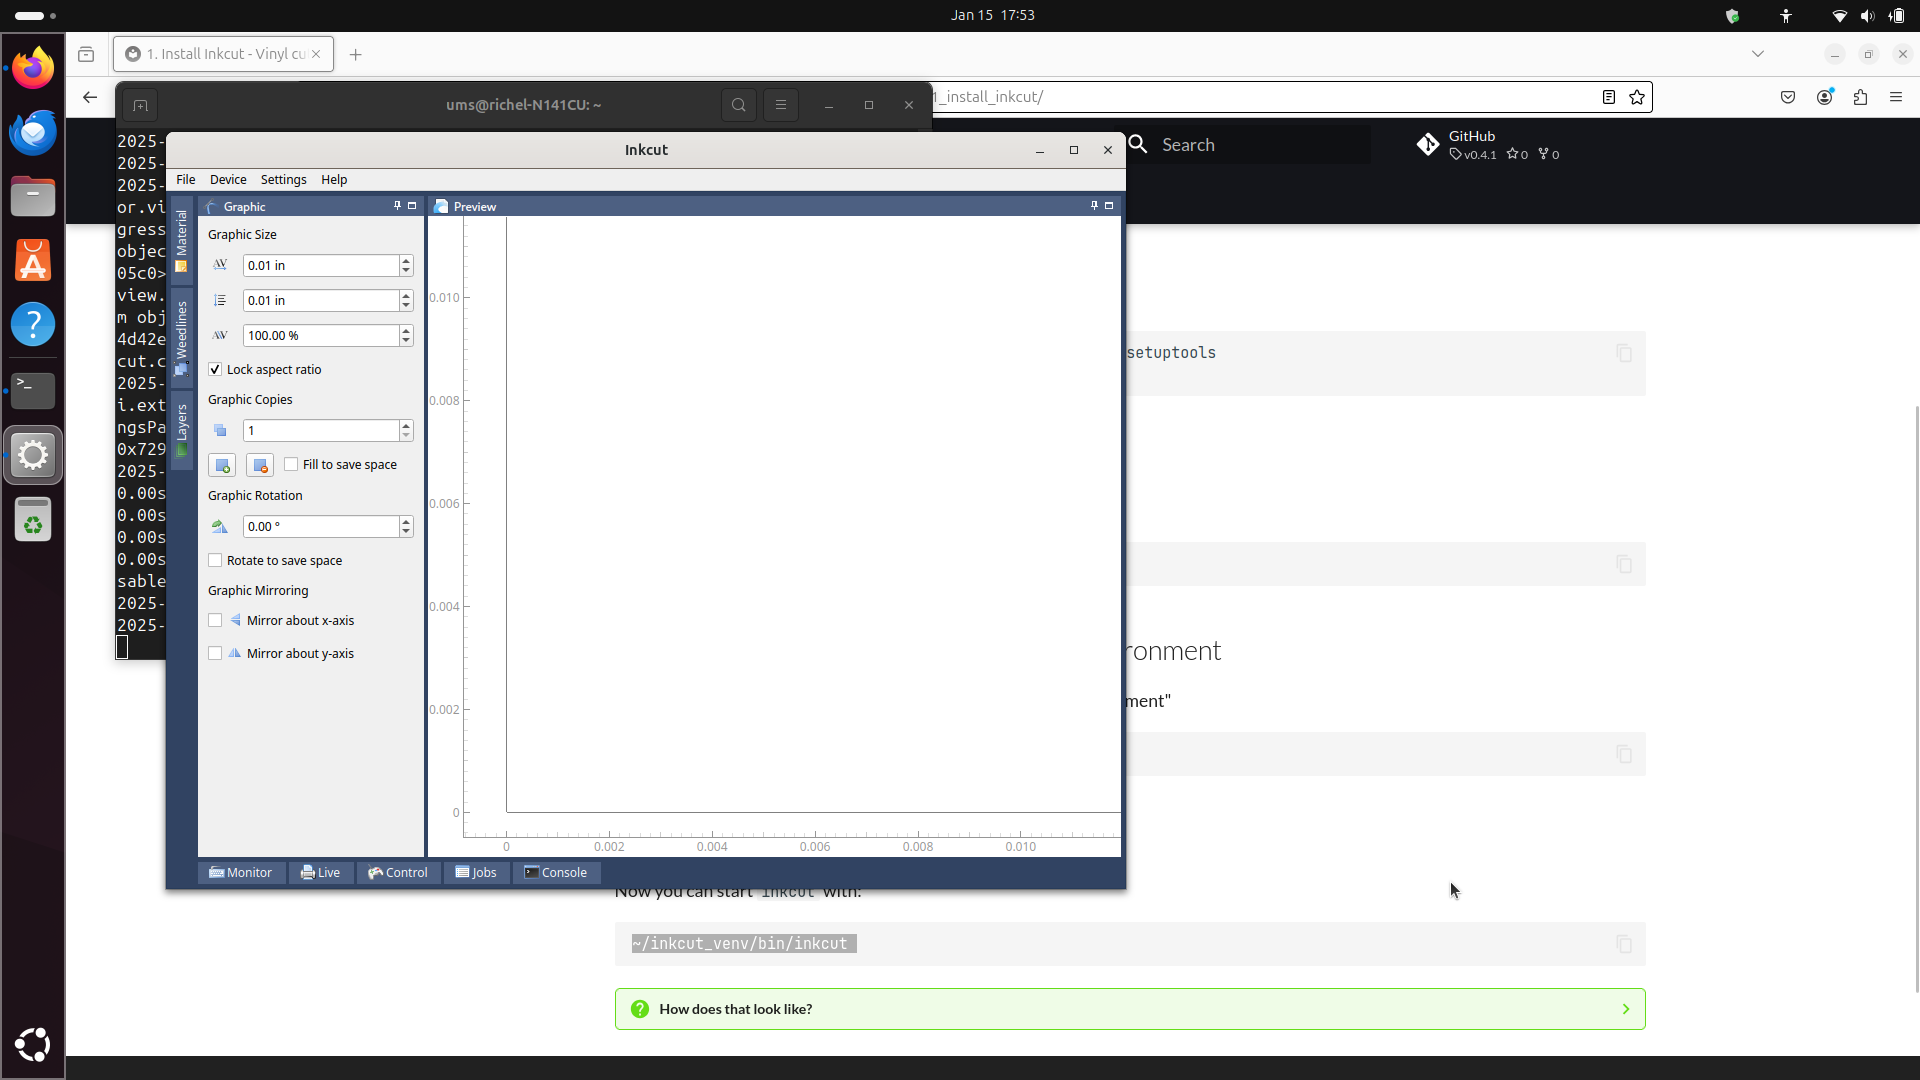 Jan 15 17:53
1. Install Inkcut - Vinyl cu
1_install_inkcut/
ums@richel-N141CU: ~
Search
GitHub
v0.4.1 0 0
2025-
2025-
2025-
or.vi
gress
objec
05c0>
view.
m obj
4d42e
cut.c
2025-
i.ext
ngsPa
0x729
2025-
0.00s
0.00s
0.00s
0.00s
sable
2025-
2025-
Inkcut
File Device Settings Help
Material
Weedlines
Layers
Graphic
Graphic Size
0.01 in
0.01 in
100.00 %
Lock aspect ratio
Graphic Copies
1
Fill to save space
Graphic Rotation
0.00 °
Rotate to save space
Graphic Mirroring
Mirror about x-axis
Mirror about y-axis
Preview
0.010
0.008
0.006
0.004
0.002
0
0 0.002 0.004 0.006 0.008 0.010
Monitor Live Control Jobs Console
setuptools
ronment
ment"
Now you can start inkcut with:
~/inkcut_venv/bin/inkcut
How does that look like?